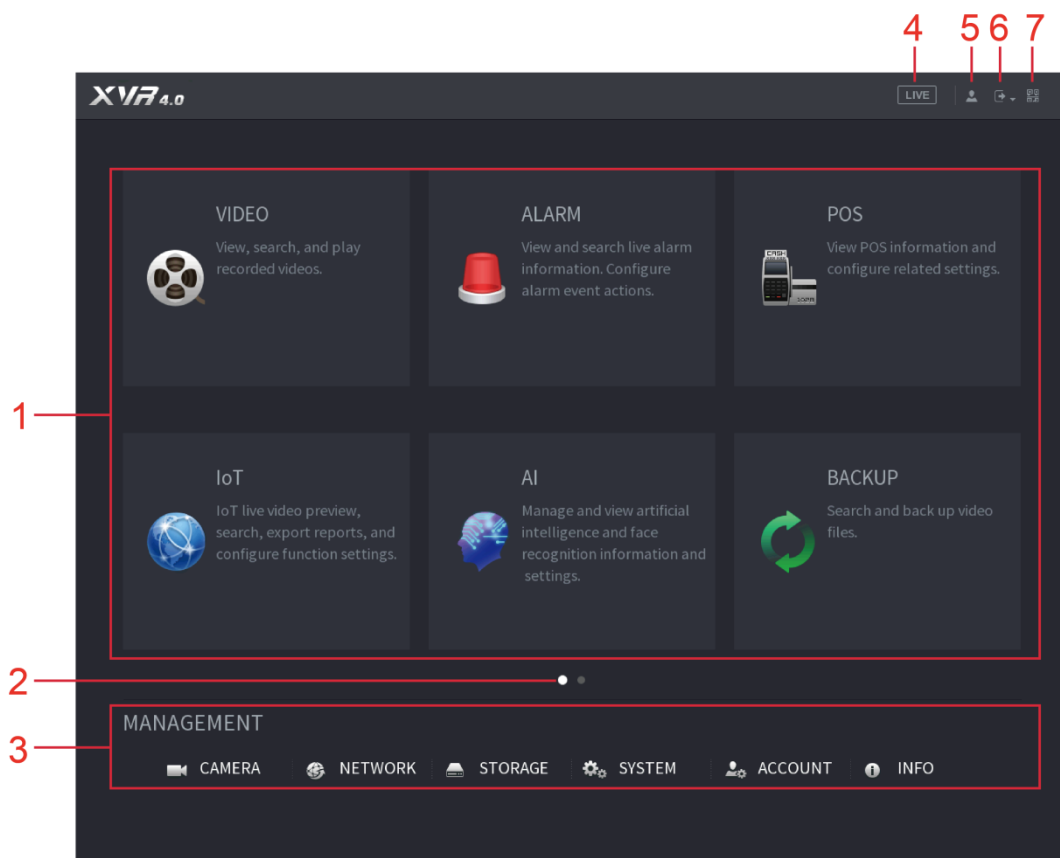 4 5 6 7
XVR 4.0
LIVE
VIDEO
View, search, and play
recorded videos.
ALARM
View and search live alarm
information. Configure
alarm event actions.
POS
View POS information and
configure related settings.
CASH
1
IoT
IoT live video preview,
search, export reports, and
configure function settings.
AI
Manage and view artificial
intelligence and face
recognition information and
settings.
BACKUP
Search and back up video
files.
2
3
MANAGEMENT
CAMERA NETWORK STORAGE SYSTEM ACCOUNT INFO